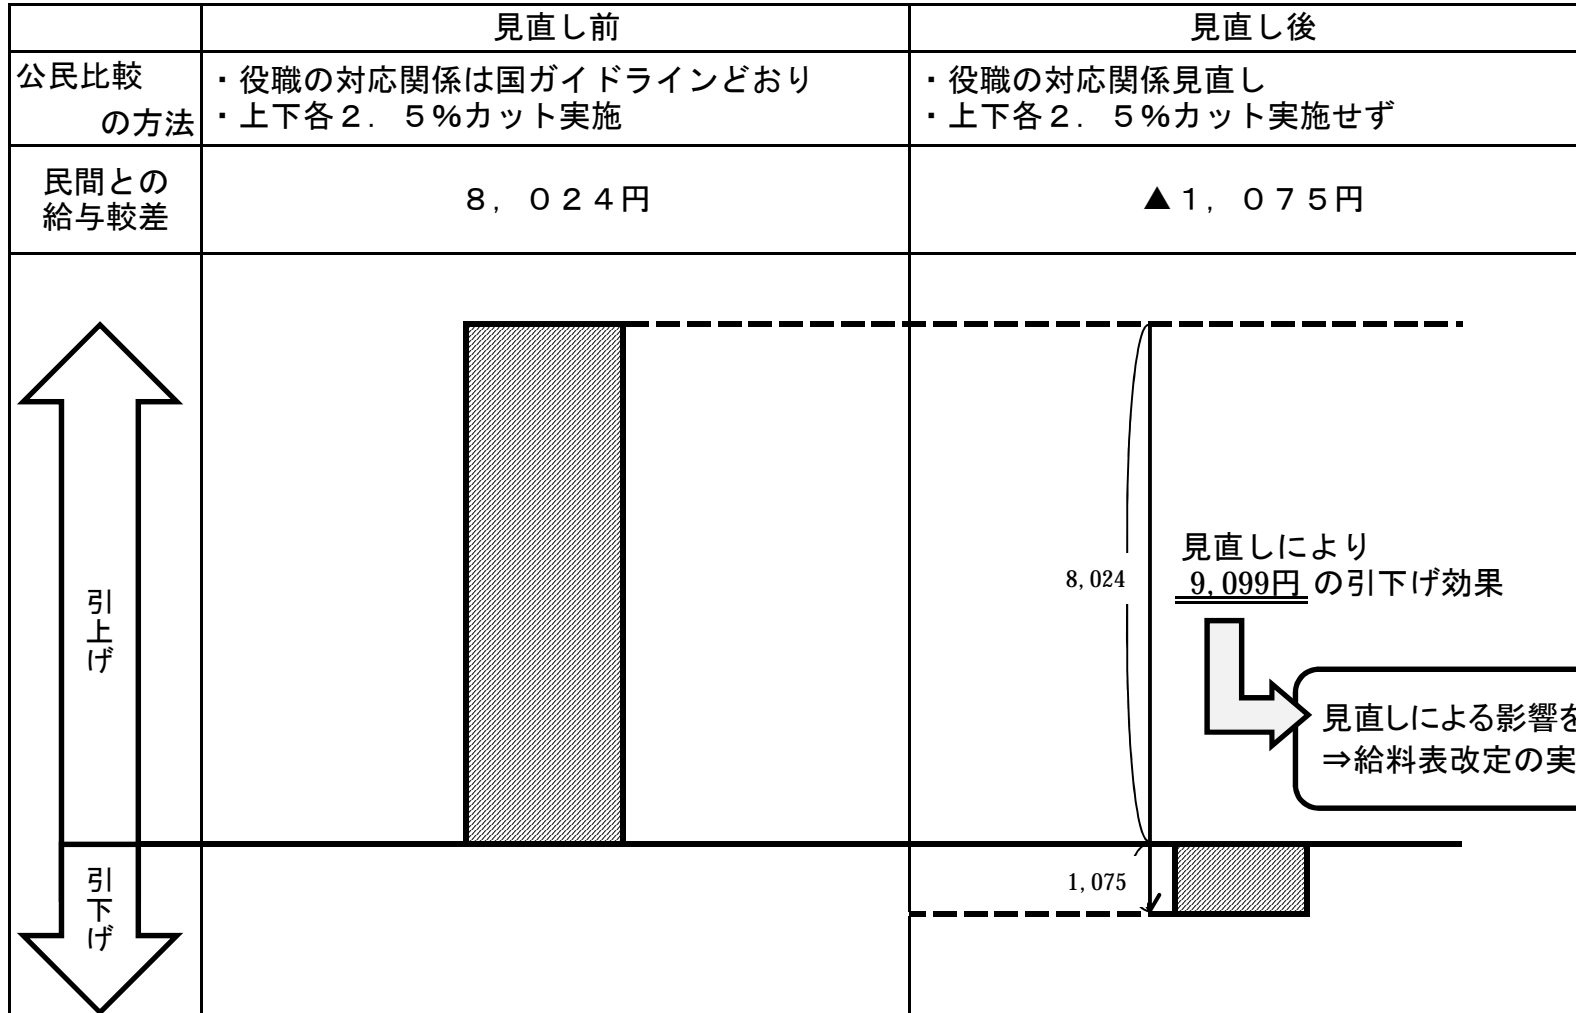 見直し前
見直し後
公民比較
の方法
・役職の対応関係は国ガイドラインどおり
・上下各２．５％カット実施
・役職の対応関係見直し
・上下各２．５％カット実施せず
民間との
給与較差
８，０２４円
▲１，０７５円
引上げ
8,024
見直しにより
9,099円 の引下げ効果
見直しによる影響を
⇒給料表改定の実
引下げ
1,075